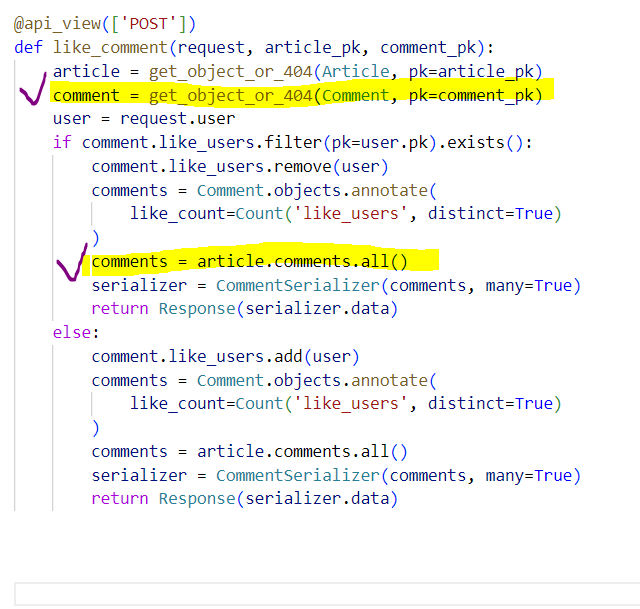 @api_view(['POST'])
def like_comment(request, article_pk, comment_pk):
    article = get_object_or_404(Article, pk=article_pk)
    comment = get_object_or_404(Comment, pk=comment_pk)
    user = request.user
    if comment.like_users.filter(pk=user.pk).exists():
        comment.like_users.remove(user)
        comments = Comment.objects.annotate(
            like_count=Count('like_users', distinct=True)
        )
        comments = article.comments.all()
        serializer = CommentSerializer(comments, many=True)
        return Response(serializer.data)
    else:
        comment.like_users.add(user)
        comments = Comment.objects.annotate(
            like_count=Count('like_users', distinct=True)
        )
        comments = article.comments.all()
        serializer = CommentSerializer(comments, many=True)
        return Response(serializer.data)